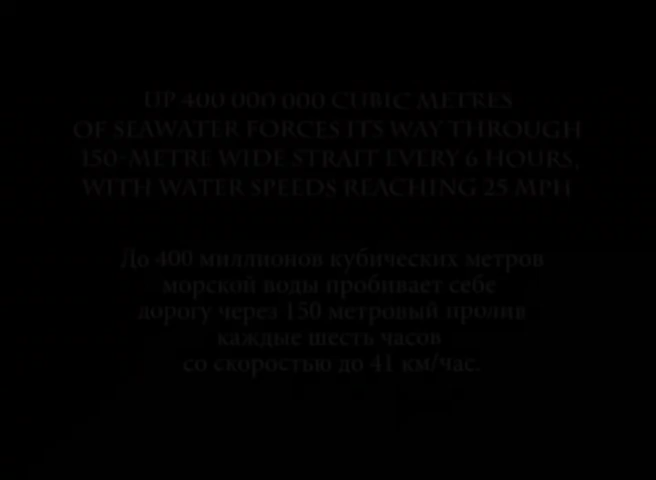 UP 400 000 000 CUBIC METRES
OF SEAWATER FORCES ITS WAY THROUGH
150-METRE WIDE STRAIT EVERY 6 HOURS,
WITH WATER SPEEDS REACHING 25 MPH
До 400 миллионов кубических метров
морской воды пробивает себе
дорогу через 150 метровый пролив
каждые шесть часов
со скоростью до 41 км/час.